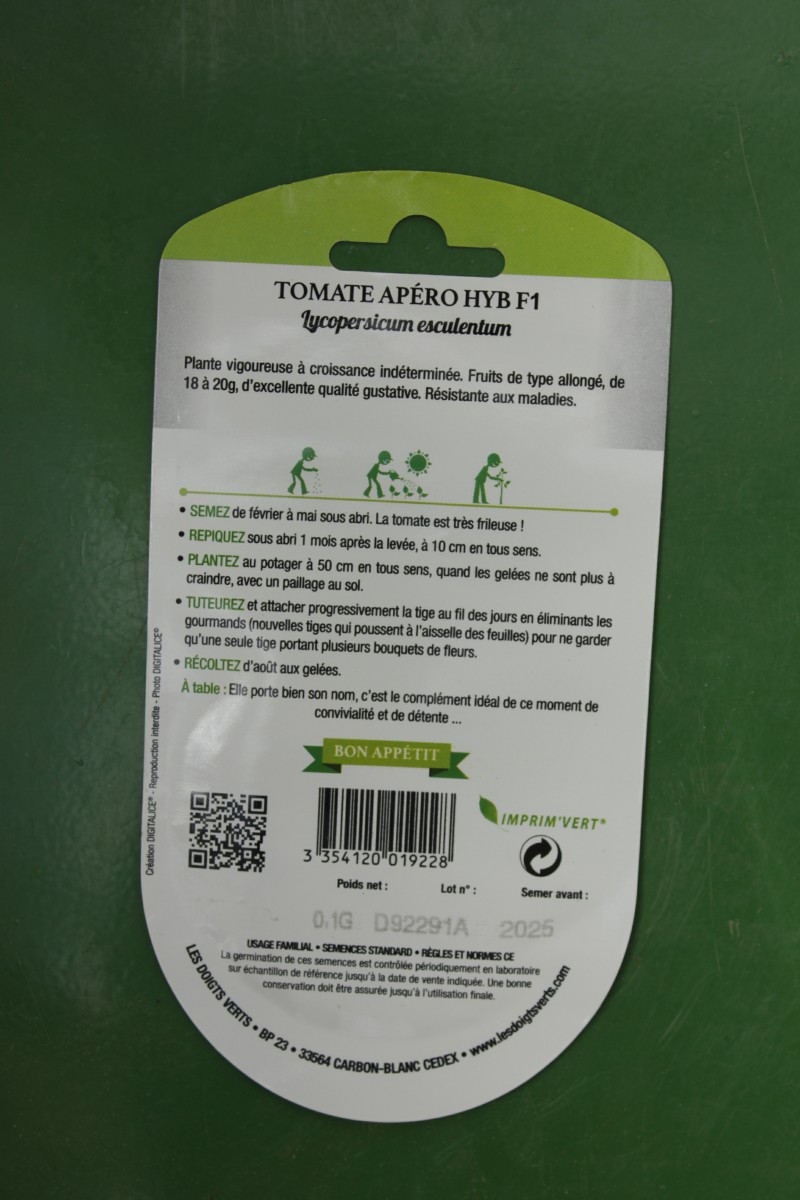 TOMATE APÉRO HYB F1
Lycopersicum esculentum
Plante vigoureuse à croissance indéterminée. Fruits de type allongé, de
18 à 20g, d'excellente qualité gustative. Résistante aux maladies.
• SEMEZ de février à mai sous abri. La tomate est très frileuse !
• REPIQUEZ sous abri 1 mois après la levée, à 10 cm en tous sens.
• PLANTEZ au potager à 50 cm en tous sens, quand les gelées ne sont plus à
craindre, avec un paillage au sol.
• TUTEUREZ et attacher progressivement la tige au fil des jours en éliminants les
gourmands (nouvelles tiges qui poussent à l'aisselle des feuilles) pour ne garder
qu'une seule tige portant plusieurs bouquets de fleurs.
• RÉCOLTEZ d'août aux gelées.
À table : Elle porte bien son nom, c'est le complément idéal de ce moment de
convivialité et de détente ...
BON APPÉTIT
Création DIGITALICE® - Reproduction interdite - Photo DIGITALICE®
IMPRIM'VERT®
3 354120 019228
Poids net : Lot n° : Semer avant :
0.1G D92291A 2025
USAGE FAMILIAL • SEMENCES STANDARD • RÈGLES ET NORMES CE
La germination de ces semences est contrôlée périodiquement en laboratoire
sur échantillon de référence jusqu'à la date de vente indiquée. Une bonne
conservation doit être assurée jusqu'à l'utilisation finale.
LES DOIGTS VERTS • BP 23 • 33564 CARBON-BLANC CEDEX • www.lesdoigtsverts.com